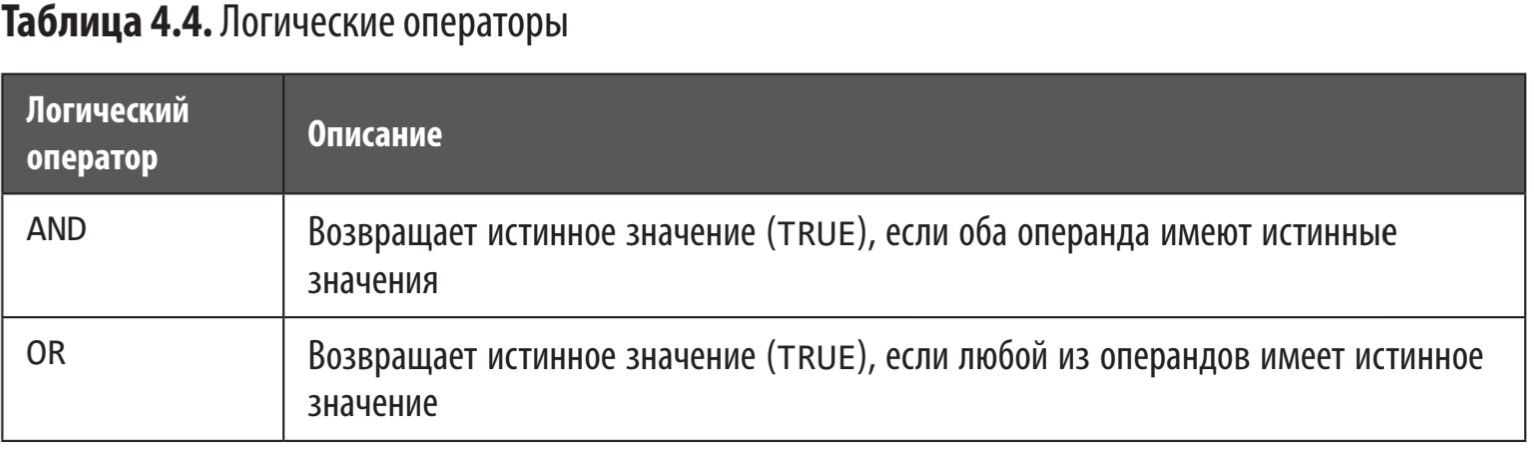 Таблица 4.4. Логические операторы
Логический
оператор
Описание
AND
Возвращает истинное значение (TRUE), если оба операнда имеют истинные
значения
OR
Возвращает истинное значение (TRUE), если любой из операндов имеет истинное
значение